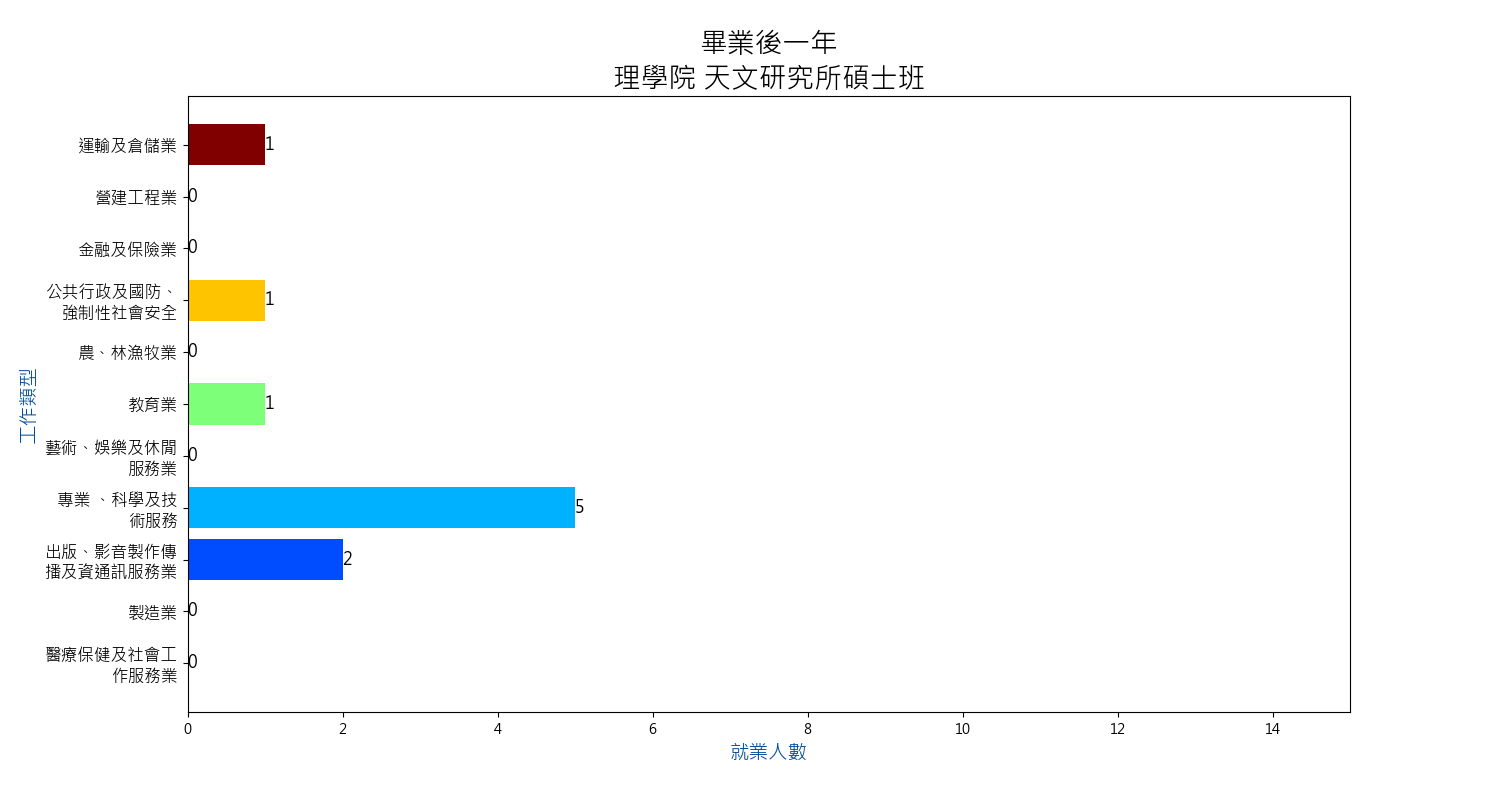 畢業後一年
理學院 天文研究所碩士班
運輸及倉儲業
1
營建工程業
0
金融及保險業
0
公共行政及國防、
強制性社會安全
1
農、林漁牧業
0
教育業
1
藝術、娛樂及休閒
服務業
0
專業 、科學及技
術服務
5
出版、影音製作傳
播及資通訊服務業
2
製造業
0
醫療保健及社會工
作服務業
0
工作類型
0 2 4 6 8 10 12 14
就業人數